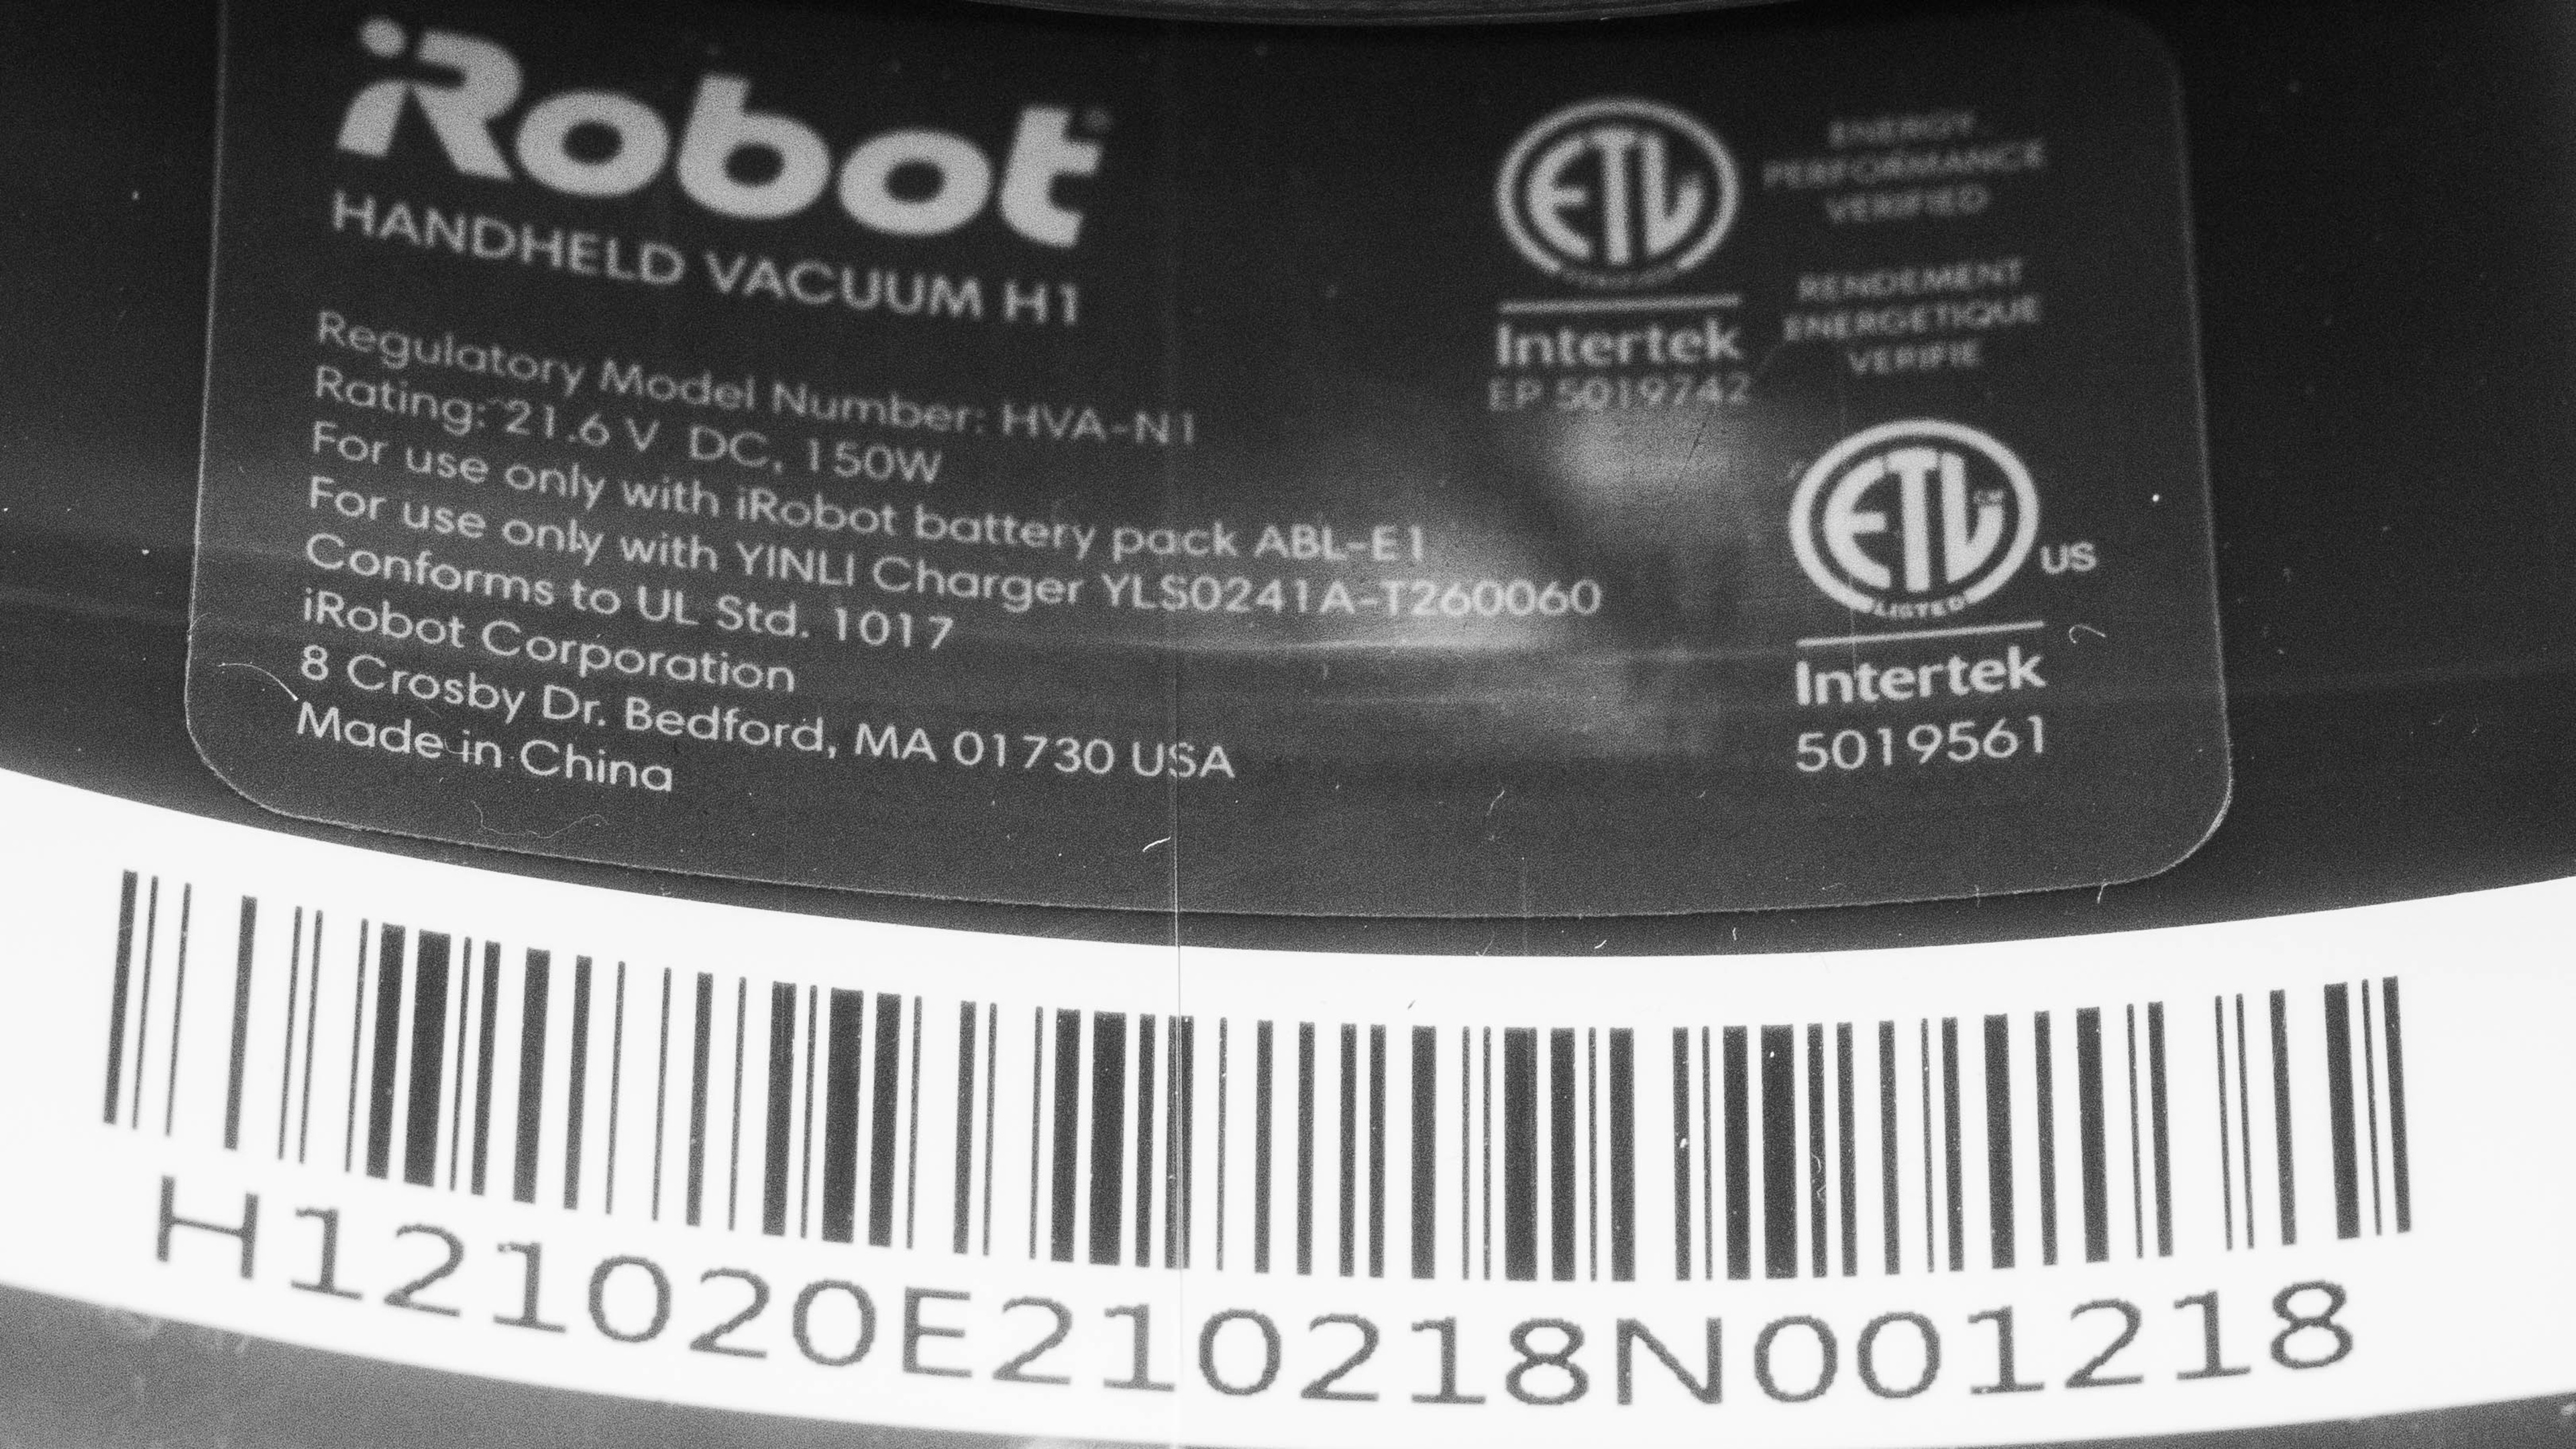 iRobot®
HANDHELD VACUUM H1
Regulatory Model Number: HVA-N1
Rating: 21.6 V DC, 150W
For use only with iRobot battery pack ABL-E1
For use only with YINLI Charger YLS0241A-T260060
Conforms to UL Std. 1017
iRobot Corporation
8 Crosby Dr. Bedford, MA 01730 USA
Made in China
ETL
Intertek
EP 5019742
ENERGY
PERFORMANCE
VERIFIED
RENDEMENT
ENERGETIQUE
VERIFIE
ETL CM
LISTED
US
Intertek
5019561
H121020E210218N001218